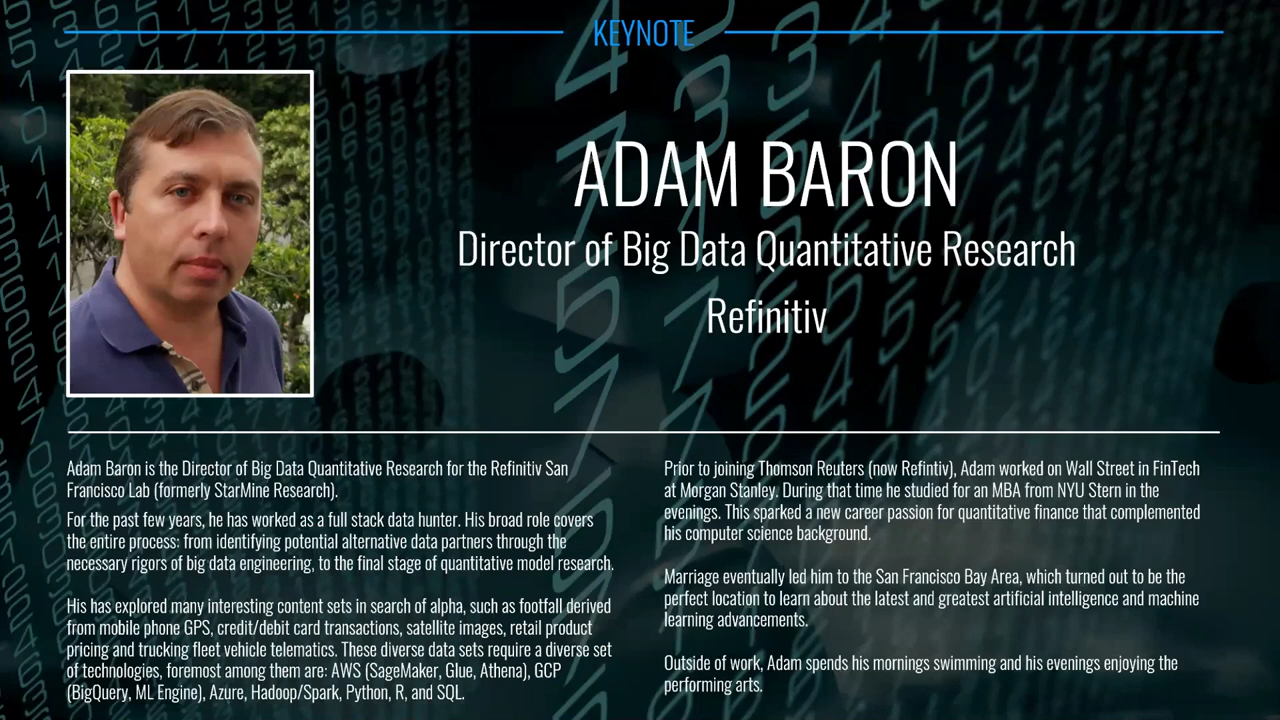 KEYNOTE
ADAM BARON
Director of Big Data Quantitative Research
Refinitiv
Adam Baron is the Director of Big Data Quantitative Research for the Refinitiv San
Francisco Lab (formerly StarMine Research).
For the past few years, he has worked as a full stack data hunter. His broad role covers
the entire process: from identifying potential alternative data partners through the
necessary rigors of big data engineering, to the final stage of quantitative model research.
His has explored many interesting content sets in search of alpha, such as footfall derived
from mobile phone GPS, credit/debit card transactions, satellite images, retail product
pricing and trucking fleet vehicle telematics. These diverse data sets require a diverse set
of technologies, foremost among them are: AWS (SageMaker, Glue, Athena), GCP
(BigQuery, ML Engine), Azure, Hadoop/Spark, Python, R, and SQL.
Prior to joining Thomson Reuters (now Refintiv), Adam worked on Wall Street in FinTech
at Morgan Stanley. During that time he studied for an MBA from NYU Stern in the
evenings. This sparked a new career passion for quantitative finance that complemented
his computer science background.
Marriage eventually led him to the San Francisco Bay Area, which turned out to be the
perfect location to learn about the latest and greatest artificial intelligence and machine
learning advancements.
Outside of work, Adam spends his mornings swimming and his evenings enjoying the
performing arts.